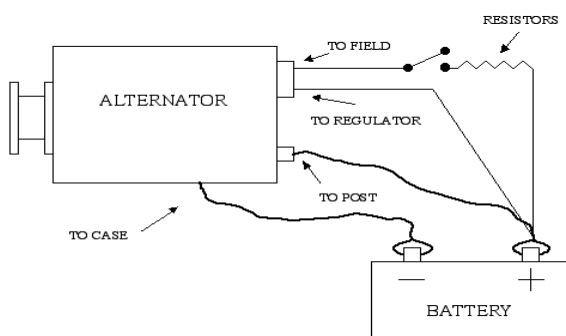 RESISTORS
TO FIELD
ALTERNATOR
TO REGULATOR
TO POST
TO CASE
— +
BATTERY